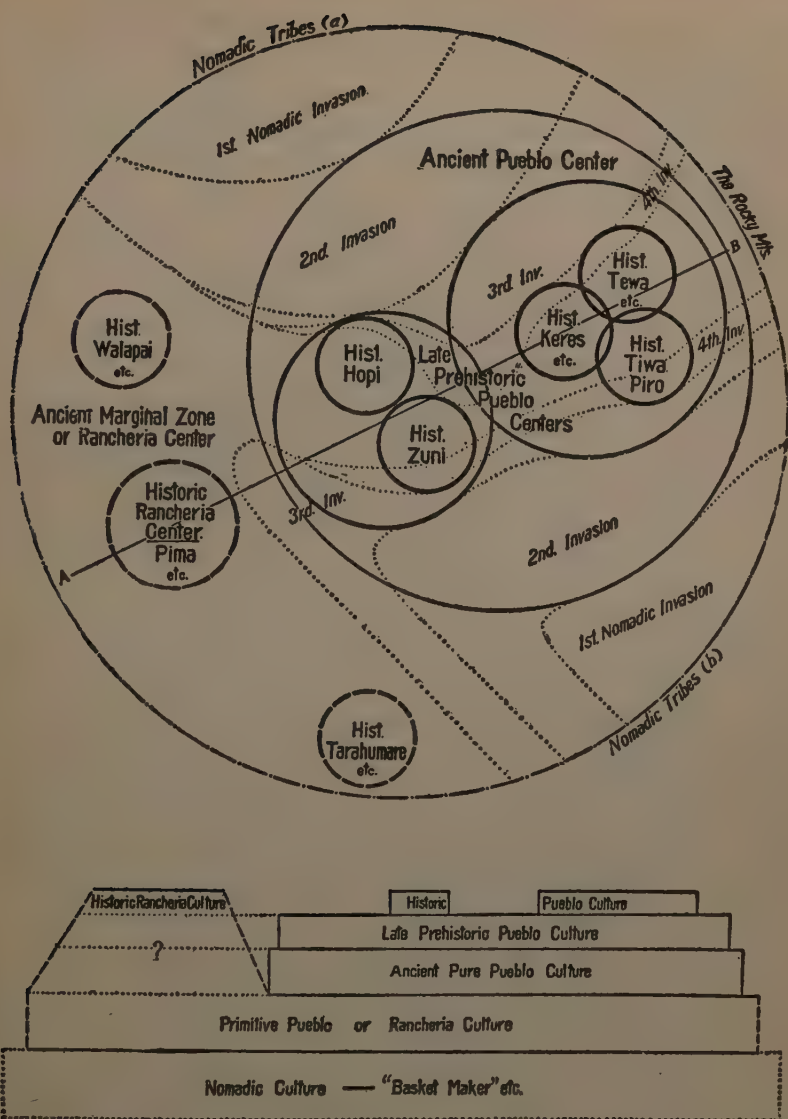 Nomadic Tribes (a)
1st. Nomadic Invasion.
Ancient Pueblo Center
4th Inv.
The Rocky Mts.
2nd. Invasion
3rd. Inv.
B
Hist.
Tewa
etc.
Hist.
Keres
etc.
Hist.
Tiwa
Piro
4th. Inv.
Hist.
Walapai
etc.
Hist.
Hopi
Late
Prehistoric
Pueblo
Centers
Hist.
Zuni
Ancient Marginal Zone
or Rancheria Center
Historic
Rancheria
Center.
Pima
etc.
A
3rd. Inv.
2nd. Invasion
1st. Nomadic Invasion
Nomadic Tribes (b)
Hist.
Tarahumare
etc.
Historic Rancheria Culture
Historic
Pueblo Culture
?
Late Prehistoric Pueblo Culture
Ancient Pure Pueblo Culture
Primitive Pueblo or Rancheria Culture
Nomadic Culture — "Basket Maker" etc.